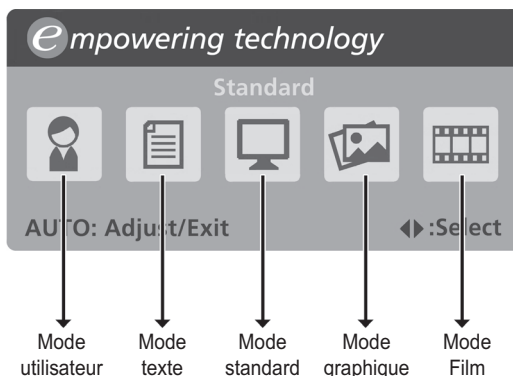 empowering technology
Standard
AUTO: Adjust/Exit ◀▶:Select
Mode utilisateur
Mode texte
Mode standard
Mode graphique
Mode Film